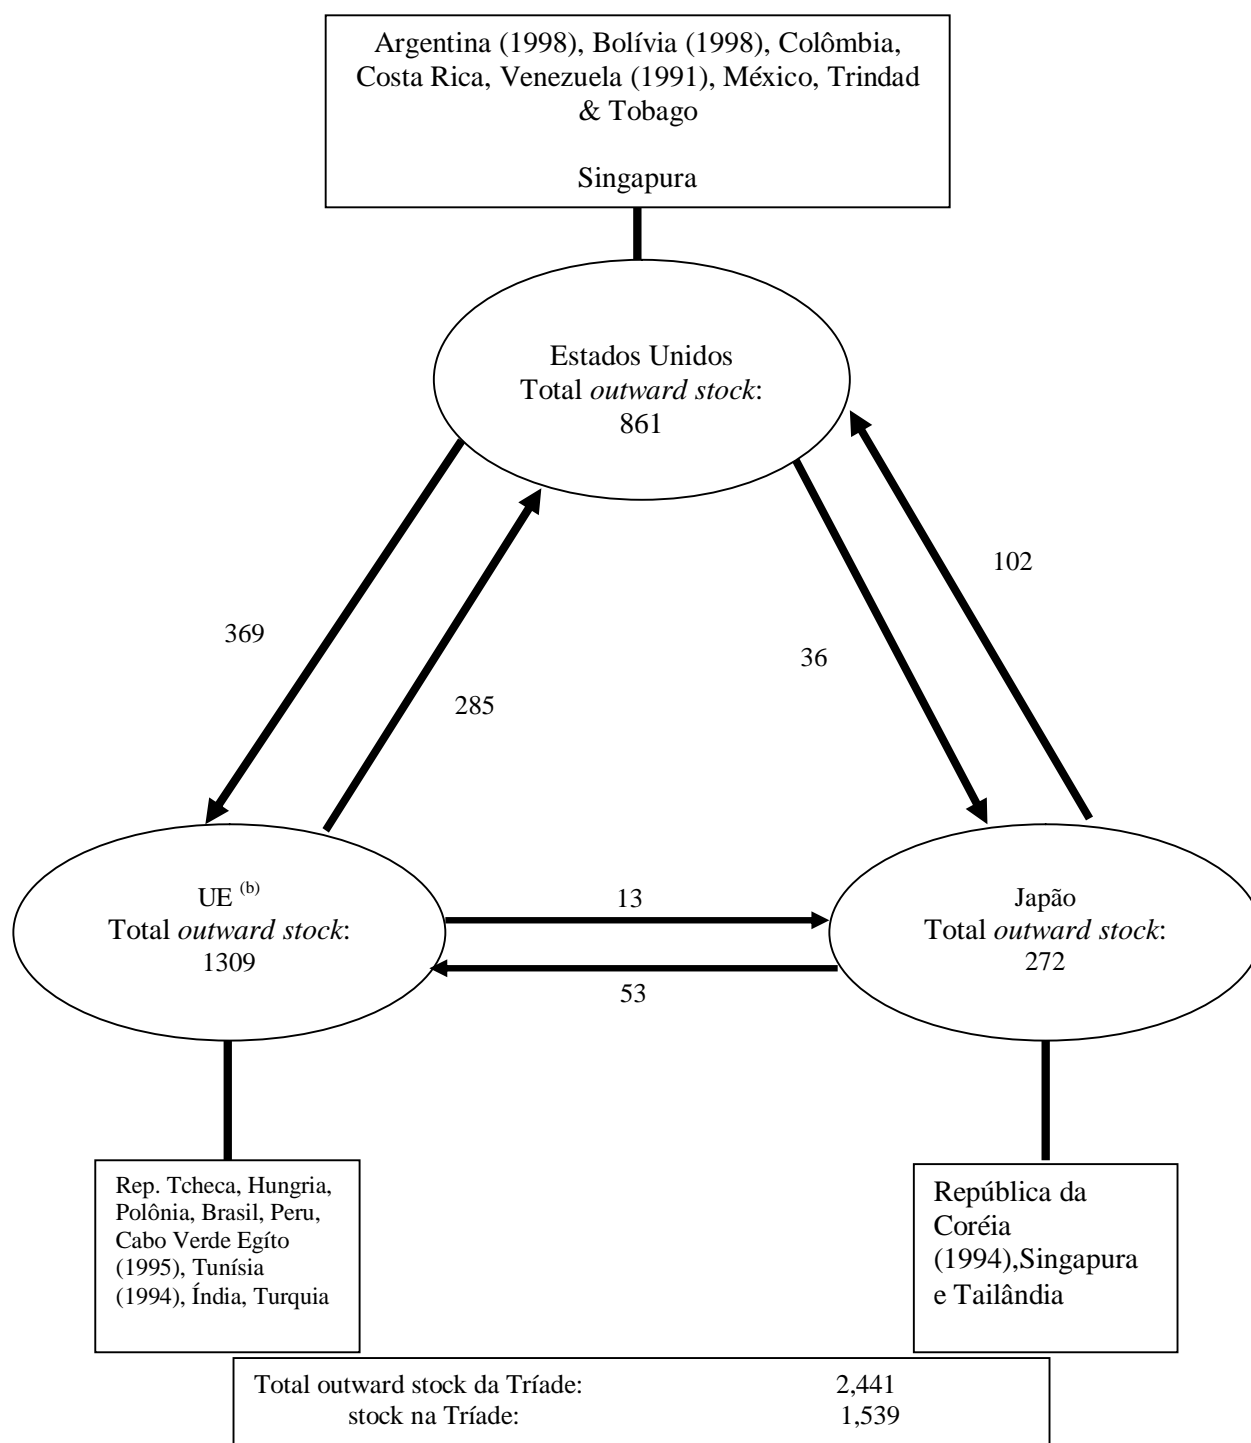 Argentina (1998), Bolívia (1998), Colômbia,
Costa Rica, Venezuela (1991), México, Trindad
& Tobago
Singapura
Estados Unidos
Total outward stock:
861
102
369
36
285
UE (b)
Total outward stock:
1309
13
53
Japão
Total outward stock:
272
Rep. Tcheca, Hungria,
Polônia, Brasil, Peru,
Cabo Verde Egíto
(1995), Tunísia
(1994), Índia, Turquia
República da
Coréia
(1994),Singapura
e Tailândia
Total outward stock da Tríade: 2,441
stock na Tríade: 1,539